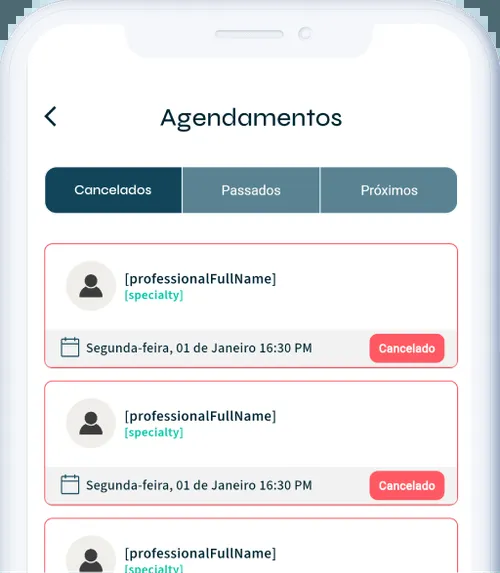 Agendamentos
Cancelados
Passados
Próximos
[professionalFullName]
[specialty]
Segunda-feira, 01 de Janeiro 16:30 PM
Cancelado
[professionalFullName]
[specialty]
Segunda-feira, 01 de Janeiro 16:30 PM
Cancelado
[professionalFullName]
[specialty]